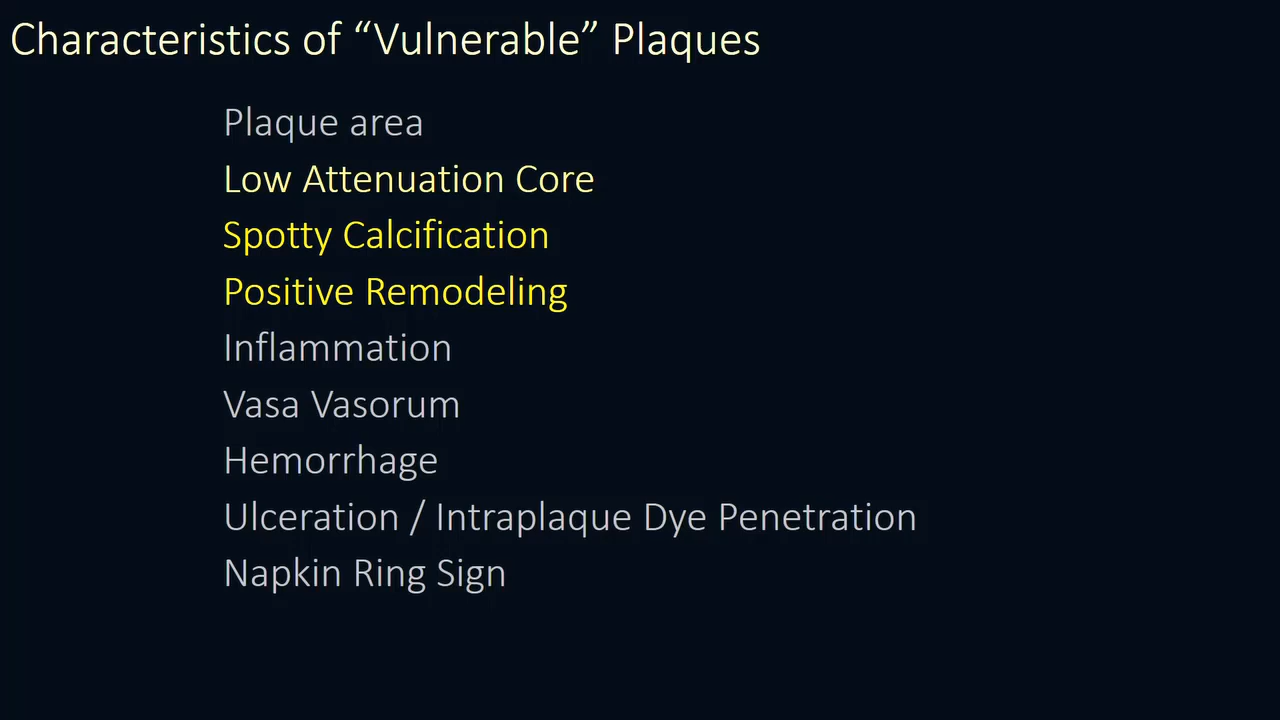 Characteristics of “Vulnerable” Plaques
Plaque area
Low Attenuation Core
Spotty Calcification
Positive Remodeling
Inflammation
Vasa Vasorum
Hemorrhage
Ulceration / Intraplaque Dye Penetration
Napkin Ring Sign